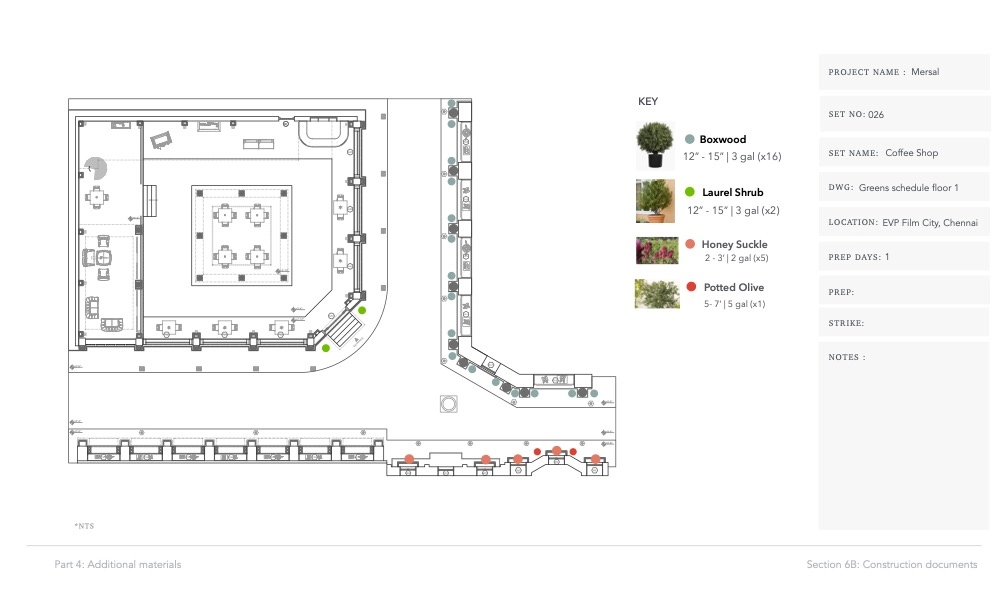 KEY
Boxwood
12” - 15” | 3 gal (x16)
Laurel Shrub
12” - 15” | 3 gal (x2)
Honey Suckle
2 - 3’ | 2 gal (x5)
Potted Olive
5- 7’ | 5 gal (x1)
PROJECT NAME : Mersal
SET NO: 026
SET NAME: Coffee Shop
DWG: Greens schedule floor 1
LOCATION: EVP Film City, Chennai
PREP DAYS: 1
PREP:
STRIKE:
NOTES :
*NTS
Part 4: Additional materials
Section 6B: Construction documents